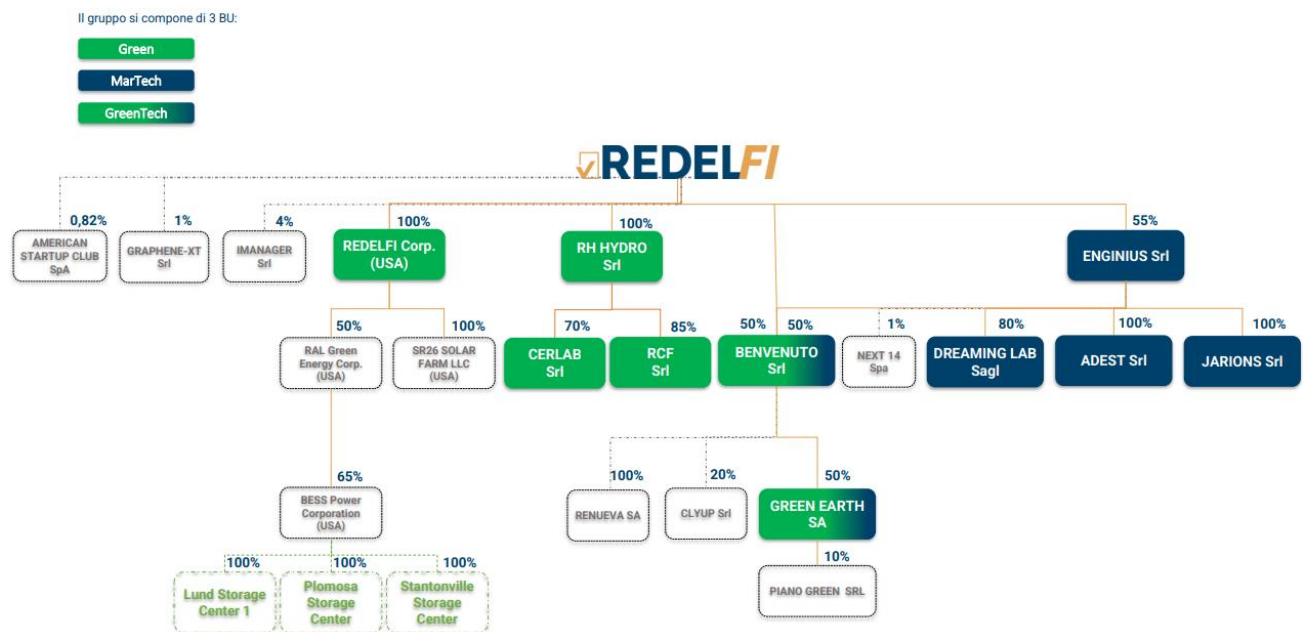 Il gruppo si compone di 3 BU:
Green
MarTech
GreenTech
REDELFI
0,82%
1%
4%
100%
100%
55%
AMERICAN
STARTUP CLUB
SpA
GRAPHENE-XT
Srl
IMANAGER
Srl
REDELFI Corp.
(USA)
RH HYDRO
Srl
ENGINIUS Srl
50%
100%
70%
85%
50%
50%
1%
80%
100%
100%
RAL Green
Energy Corp.
(USA)
SR26 SOLAR
FARM LLC
(USA)
CERLAB
Srl
RCF
Srl
BENVENUTO
Srl
NEXT 14
Spa
DREAMING LAB
Sagl
ADEST Srl
JARIONS Srl
65%
100%
20%
50%
BESS Power
Corporation
(USA)
RENUEVA SA
CLYUP Srl
GREEN EARTH
SA
100%
100%
100%
10%
Lund Storage
Center 1
Plomosa
Storage
Center
Stantonville
Storage
Center
PIANO GREEN SRL